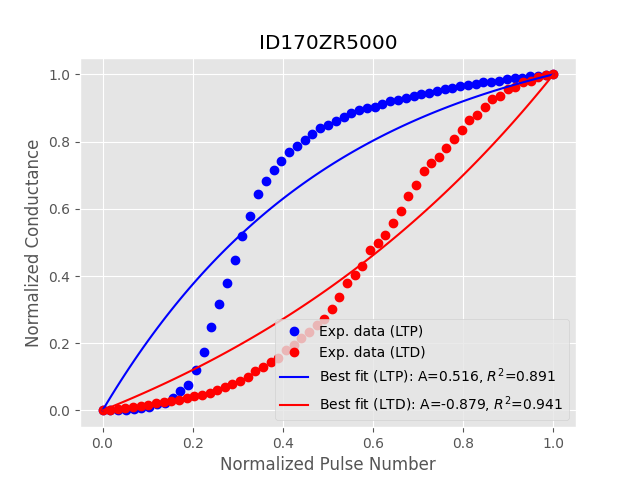 ID170ZR5000
Normalized Conductance
1.0
0.8
0.6
0.4
0.2
0.0
Exp. data (LTP)
Exp. data (LTD)
Best fit (LTP): A=0.516, R²=0.891
Best fit (LTD): A=-0.879, R²=0.941
0.0 0.2 0.4 0.6 0.8 1.0
Normalized Pulse Number